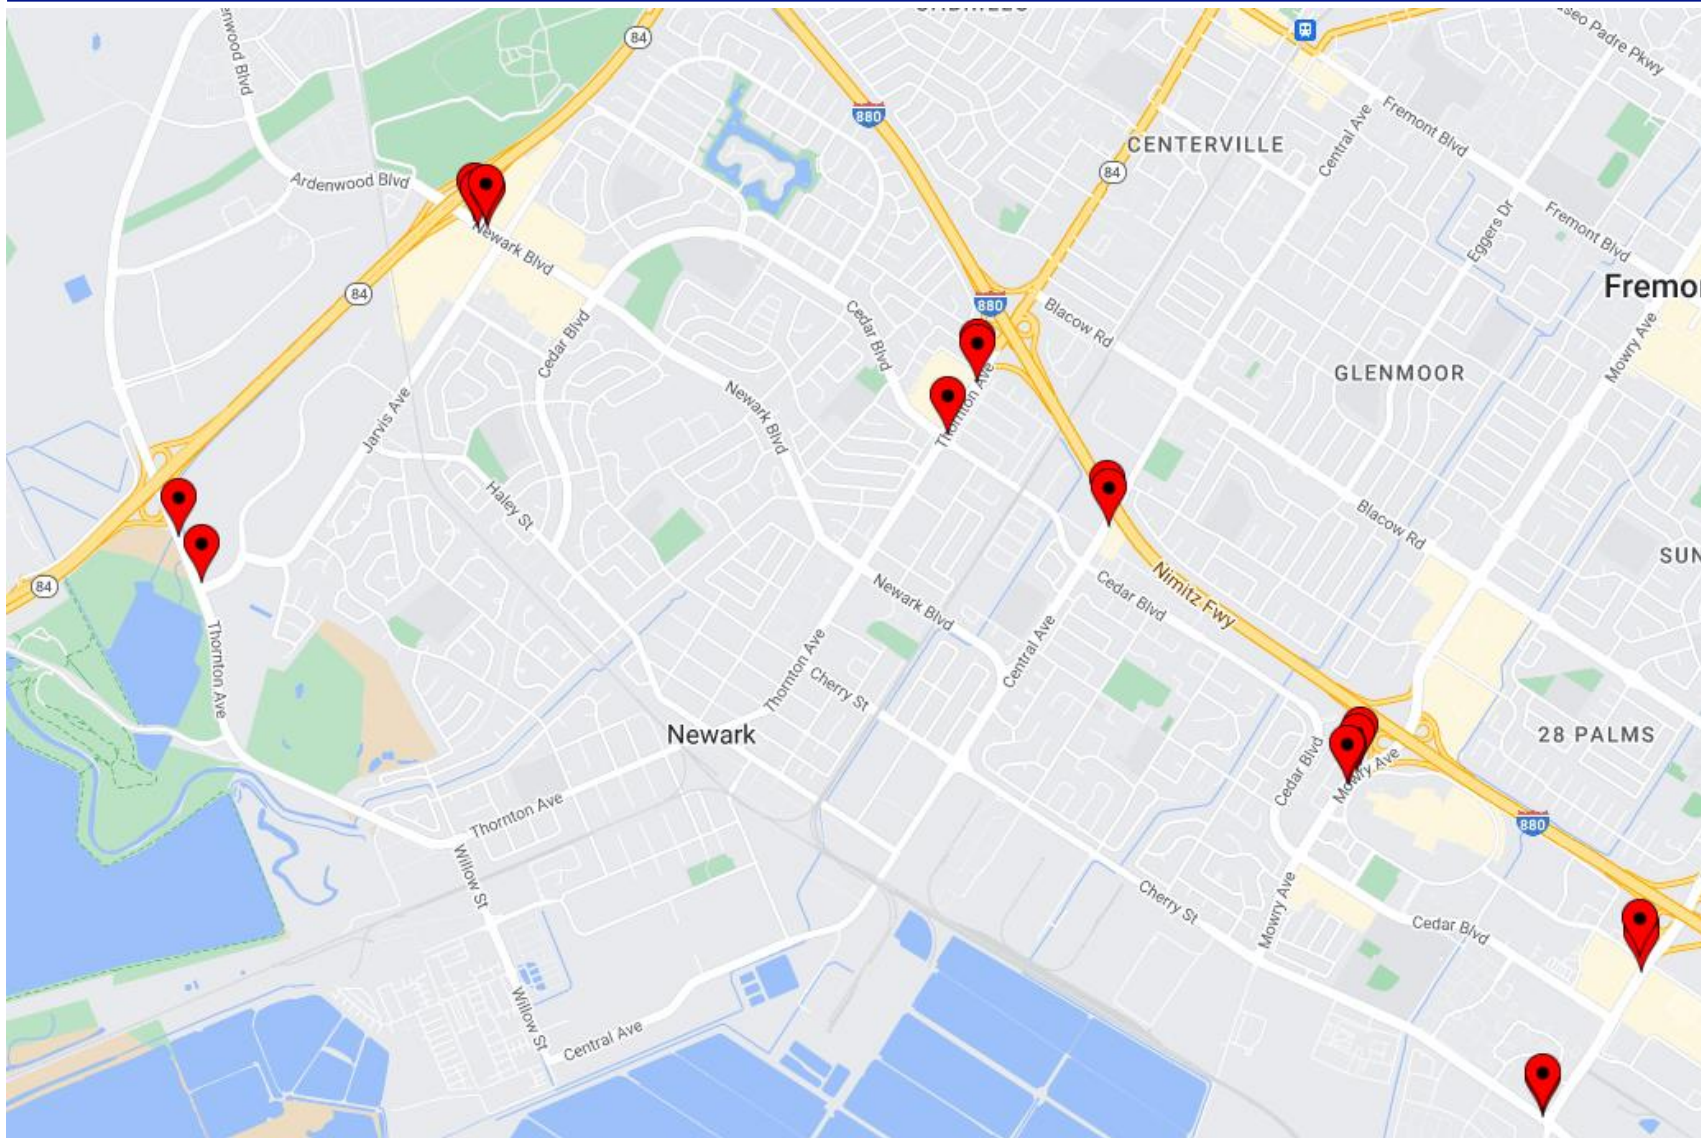 84
880
Paseo Padre Pkwy
Fremont Blvd
CENTERVILLE
Central Ave
84
Ardenwood Blvd
Eggers Dr
Fremont Blvd
Newark Blvd
84
880
Blacow Rd
Cedar Blvd
Cedar Blvd
Mowry Ave
GLENMOOR
Newark Blvd
Jarvis Ave
Thornton Ave
Haley St
Blacow Rd
84
Nimitz Fwy
Cedar Blvd
Newark Blvd
Thornton Ave
Central Ave
Thornton Ave
Cherry St
Newark
28 PALMS
Cedar Blvd
Mowry Ave
Thornton Ave
880
Willow St
Cherry St
Mowry Ave
Cedar Blvd
Willow St
Central Ave